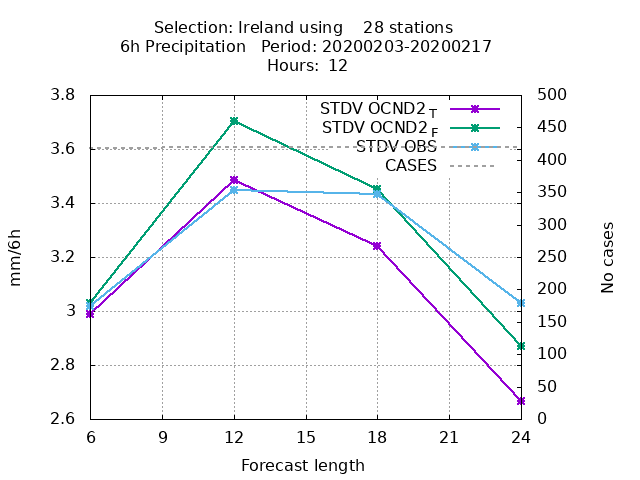 Selection: Ireland using    28 stations
6h Precipitation   Period: 20200203-20200217
Hours:  12
3.8
3.6
3.4
3.2
3
2.8
2.6
500
450
400
350
300
250
200
150
100
50
0
STDV OCND2 T
STDV OCND2 F
STDV OBS
CASES
mm/6h
No cases
6 9 12 15 18 21 24
Forecast length